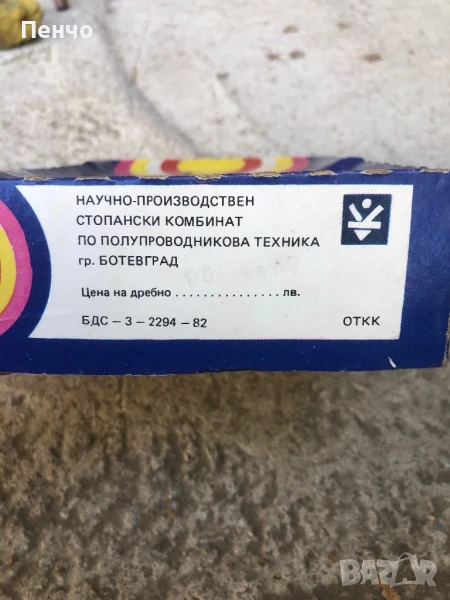 Пенчо
НАУЧНО-ПРОИЗВОДСТВЕН
СТОПАНСКИ КОМБИНАТ
ПО ПОЛУПРОВОДНИКОВА ТЕХНИКА
гр. БОТЕВГРАД
Цена на дребно ................ лв.
БДС – 3 – 2294 – 82 ОТКК
BAZAR